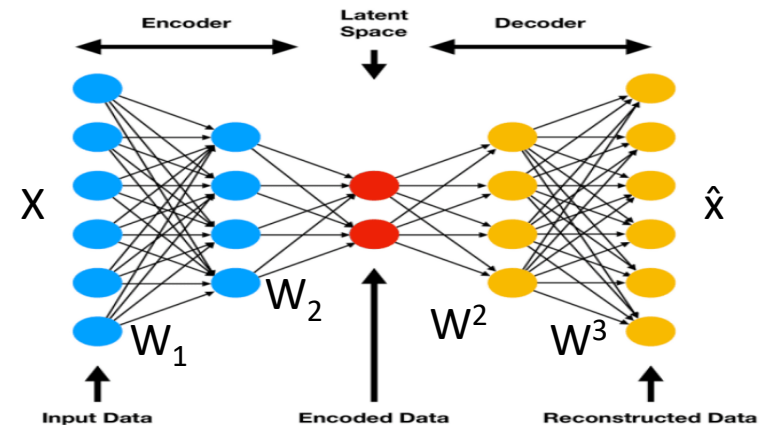 Encoder
Latent
Space
Decoder
X
x̂
W₁
W₂
W²
W³
Input Data
Encoded Data
Reconstructed Data